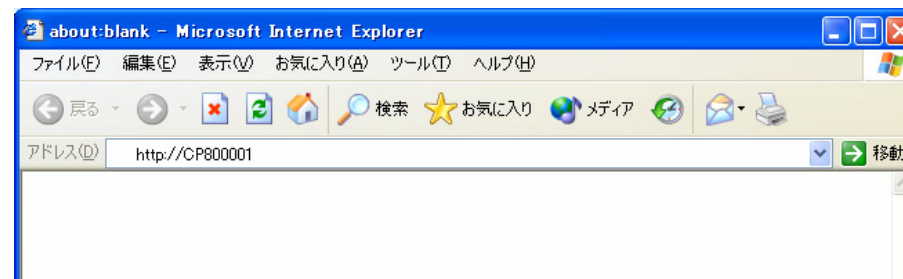 about:blank - Microsoft Internet Explorer
ファイル(F) 編集(E) 表示(V) お気に入り(A) ツール(T) ヘルプ(H)
戻る 検索 お気に入り メディア
アドレス(D) http://CP800001 移動